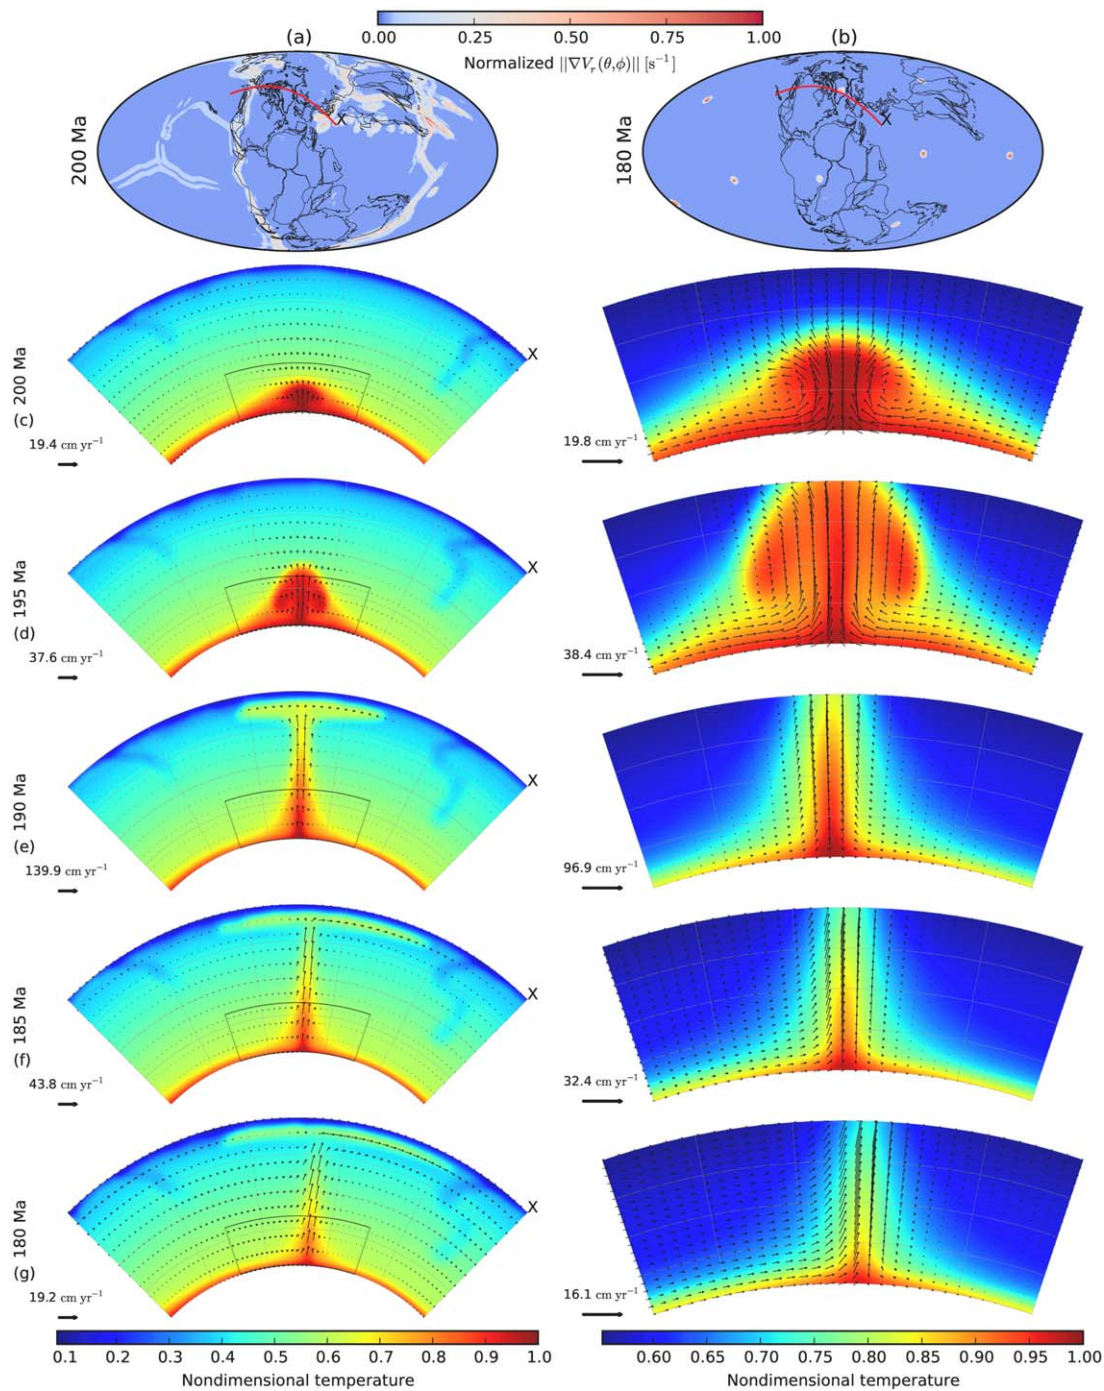 (a)
(b)
0.00 0.25 0.50 0.75 1.00
Normalized ||∇V_r(θ,ϕ)|| [s⁻¹]
200 Ma
X
180 Ma
X
200 Ma
(c)
X
19.4 cm yr⁻¹
19.8 cm yr⁻¹
195 Ma
(d)
X
37.6 cm yr⁻¹
38.4 cm yr⁻¹
190 Ma
(e)
X
139.9 cm yr⁻¹
96.9 cm yr⁻¹
185 Ma
(f)
X
43.8 cm yr⁻¹
32.4 cm yr⁻¹
180 Ma
(g)
X
19.2 cm yr⁻¹
16.1 cm yr⁻¹
0.1 0.2 0.3 0.4 0.5 0.6 0.7 0.8 0.9 1.0
Nondimensional temperature
0.60 0.65 0.70 0.75 0.80 0.85 0.90 0.95 1.00
Nondimensional temperature